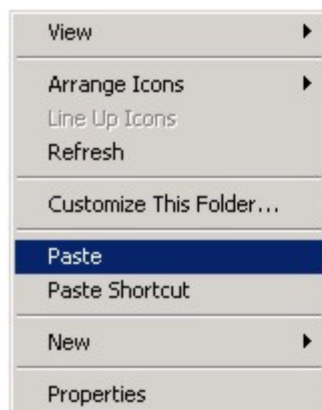 View
Arrange Icons
Line Up Icons
Refresh
Customize This Folder...
Paste
Paste Shortcut
New
Properties